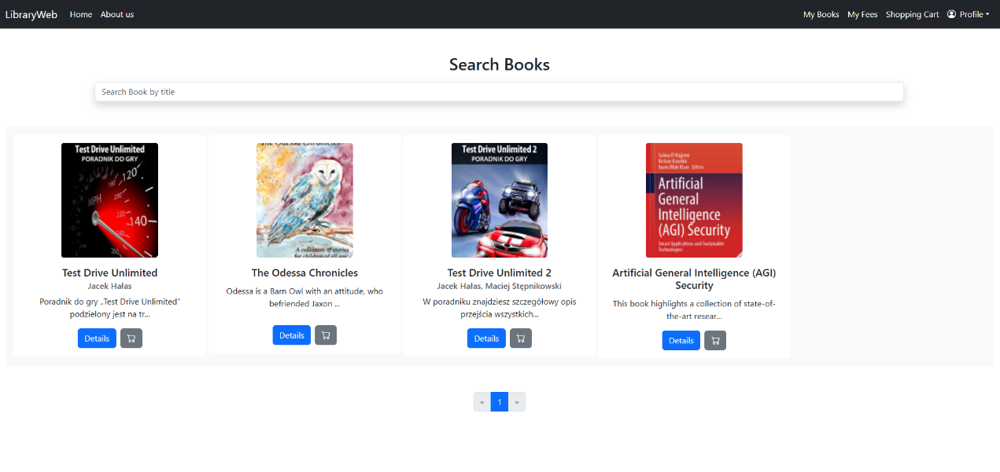 LibraryWeb Home About us My Books My Fees Shopping Cart Profile
Search Books
Search Book by title
Test Drive Unlimited
PORADNIK DO GRY
MPH
120
140
160
180
190
200
220
260
Test Drive Unlimited
Jacek Hałas
Poradnik do gry „Test Drive Unlimited”
podzielony jest na tr...
Details
The Odessa Chronicles
A collection of stories
for children of all age
The Odessa Chronicles
Odessa is a Barn Owl with an attitude, who
befriended Jaxon ...
Details
Test Drive Unlimited 2
PORADNIK DO GRY
Test Drive Unlimited 2
Jacek Hałas, Maciej Stępnikowski
W poradniku znajdziesz szczegółowy opis
przejścia wszystkich...
Details
Salma El Hajjami
Keshav Kaushik
Inam Ullah Khan Editors
Artificial
General
Intelligence
(AGI) Security
Smart Applications and Sustainable
Technologies
Artificial General Intelligence (AGI)
Security
This book highlights a collection of state-of-
the-art resear...
Details
« 1 »